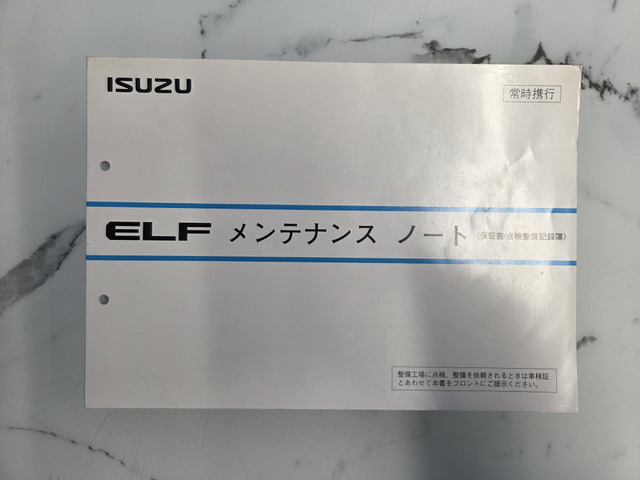 ISUZU
常時携行
ELF メンテナンス ノート (保証書/点検整備記録簿)
整備工場に点検、整備を依頼されるときは車検証
とあわせて本書をフロントにご提示ください。